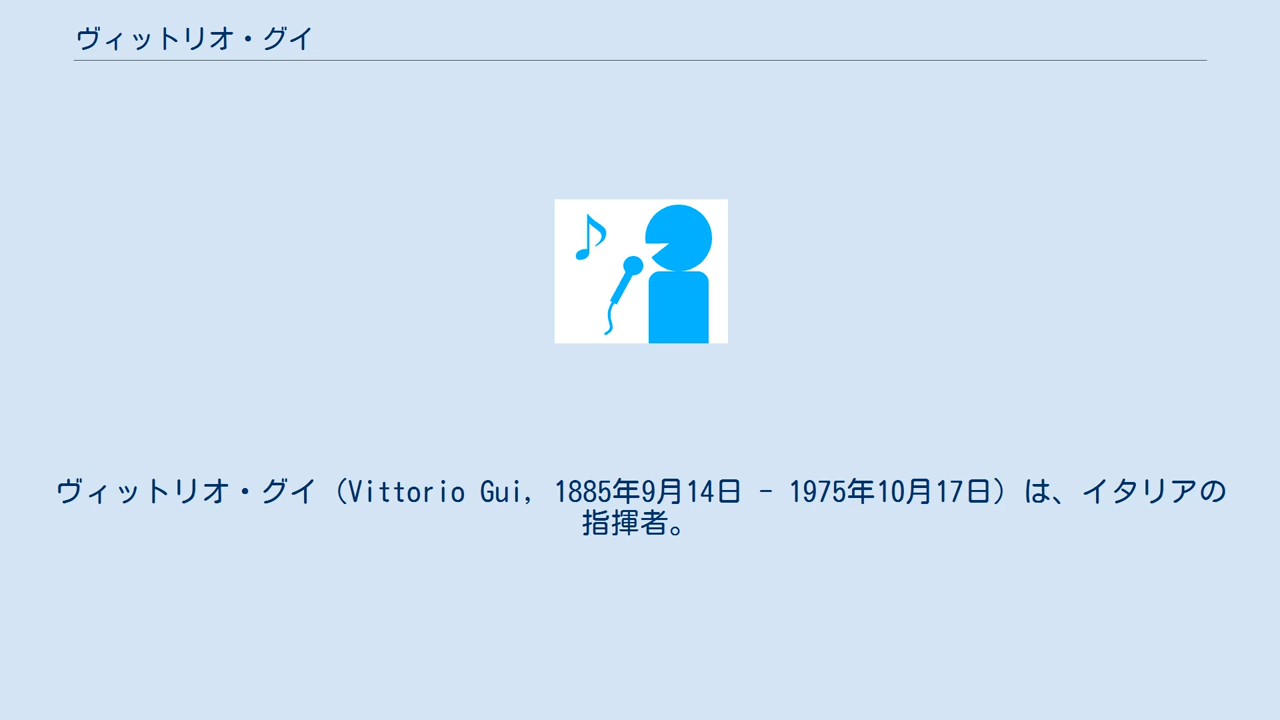 ヴィットリオ・グイ
ヴィットリオ・グイ（Vittorio Gui, 1885年9月14日 - 1975年10月17日）は、イタリアの
指揮者。